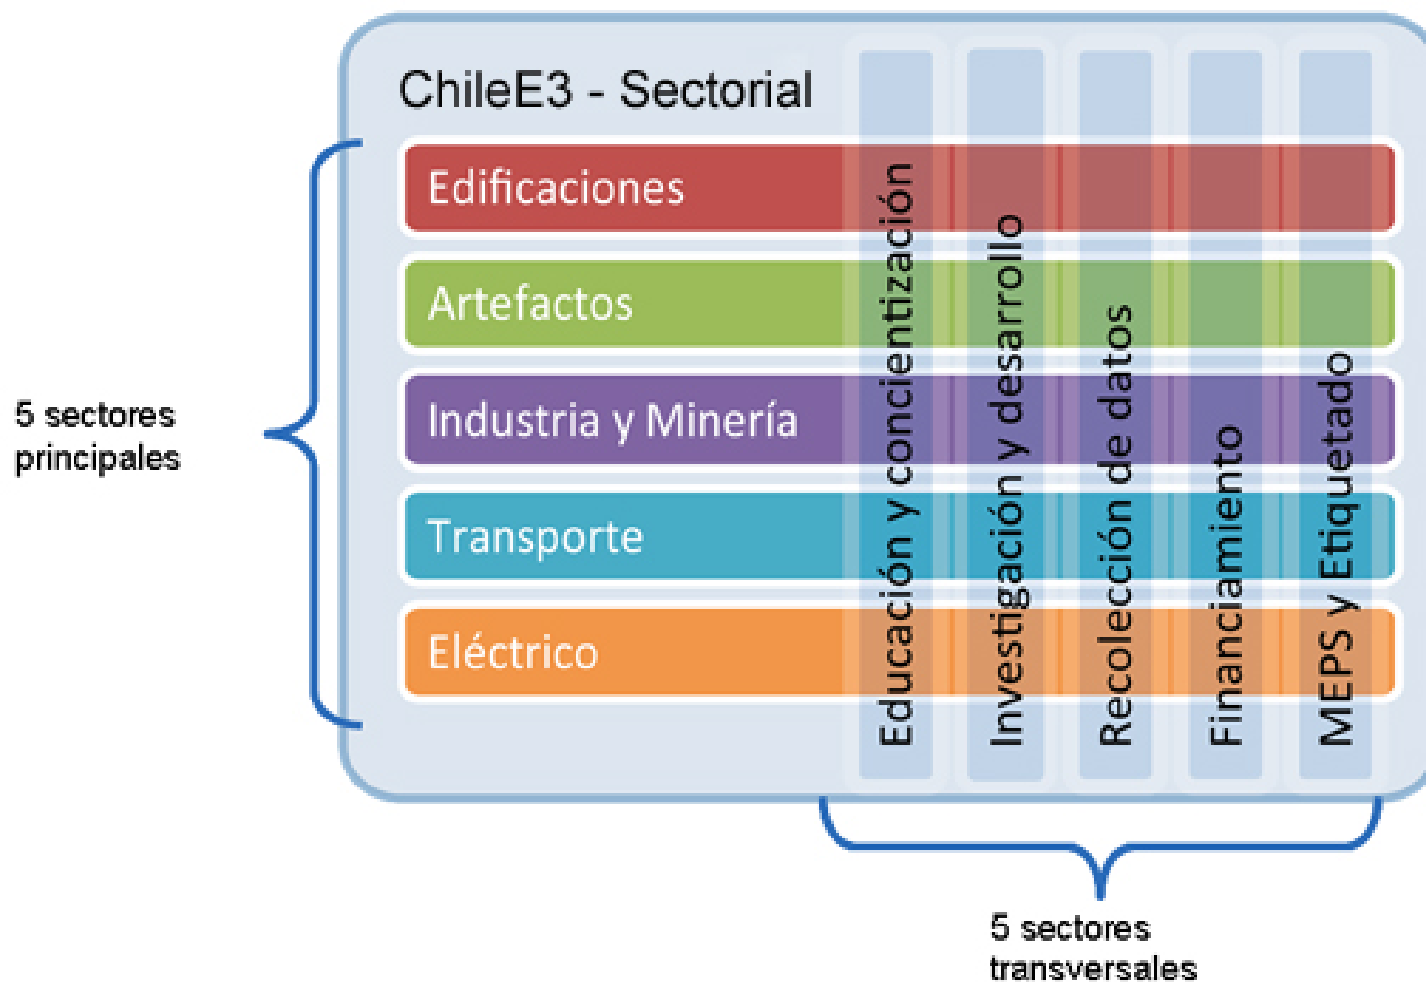 ChileE3 - Sectorial
Edificaciones
Artefactos
Industria y Minería
Transporte
Eléctrico
Educación y concientización
Investigación y desarrollo
Recolección de datos
Financiamiento
MEPS y Etiquetado
5 sectores
principales
5 sectores
transversales